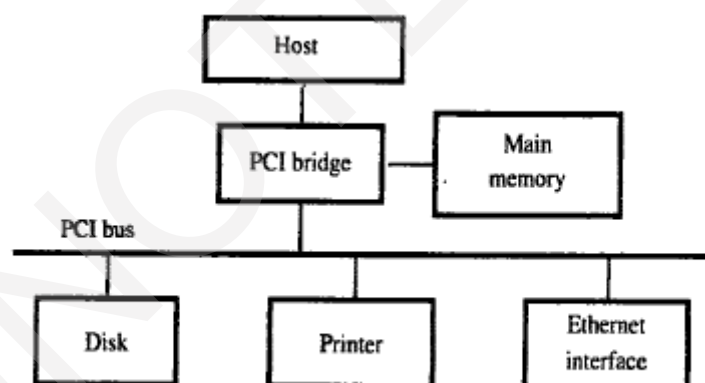 Host
PCI bridge
Main
memory
PCI bus
Disk
Printer
Ethernet
interface